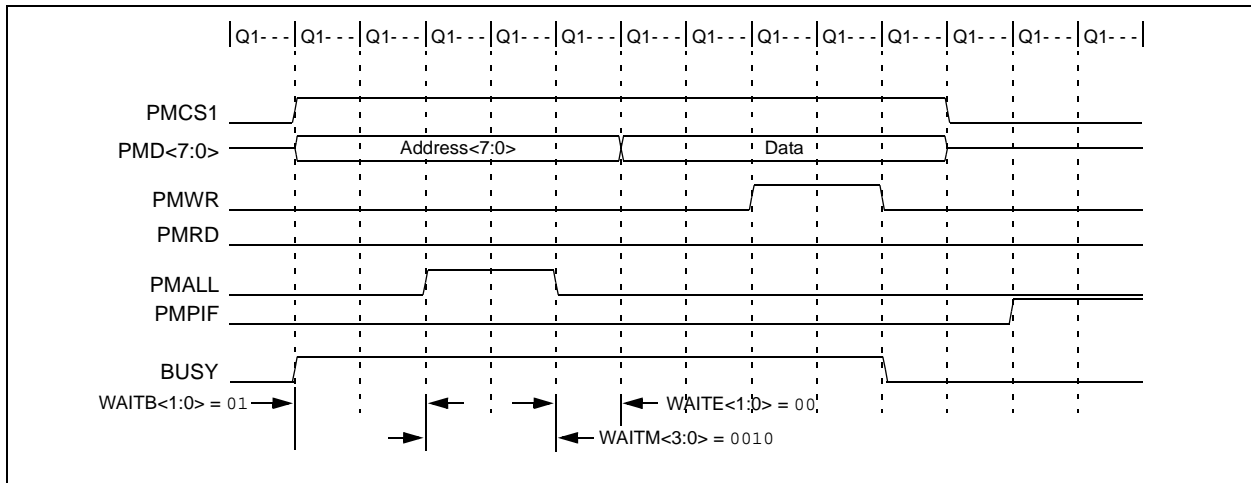 Q1- - - Q1- - - Q1- - - Q1- - - Q1- - - Q1- - - Q1- - - Q1- - - Q1- - - Q1- - - Q1- - - Q1- - - Q1- - - Q1- - -
PMCS1
PMD<7:0> Address<7:0> Data
PMWR
PMRD
PMALL
PMPIF
BUSY
WAITB<1:0> = 01 WAITE<1:0> = 00
WAITM<3:0> = 0010